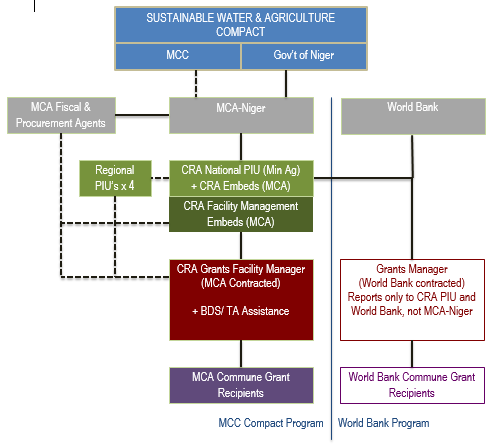 SUSTAINABLE WATER & AGRICULTURE
COMPACT
MCC
Gov't of Niger
MCA Fiscal &
Procurement Agents
MCA-Niger
World Bank
Regional
PIU's x 4
CRA National PIU (Min Ag)
+ CRA Embeds (MCA)
CRA Facility Management
Embeds (MCA)
CRA Grants Facility Manager
(MCA Contracted)
+ BDS/ TA Assistance
Grants Manager
(World Bank contracted)
Reports only to CRA PIU and
World Bank, not MCA-Niger
MCA Commune Grant
Recipients
World Bank Commune Grant
Recipients
MCC Compact Program
World Bank Program